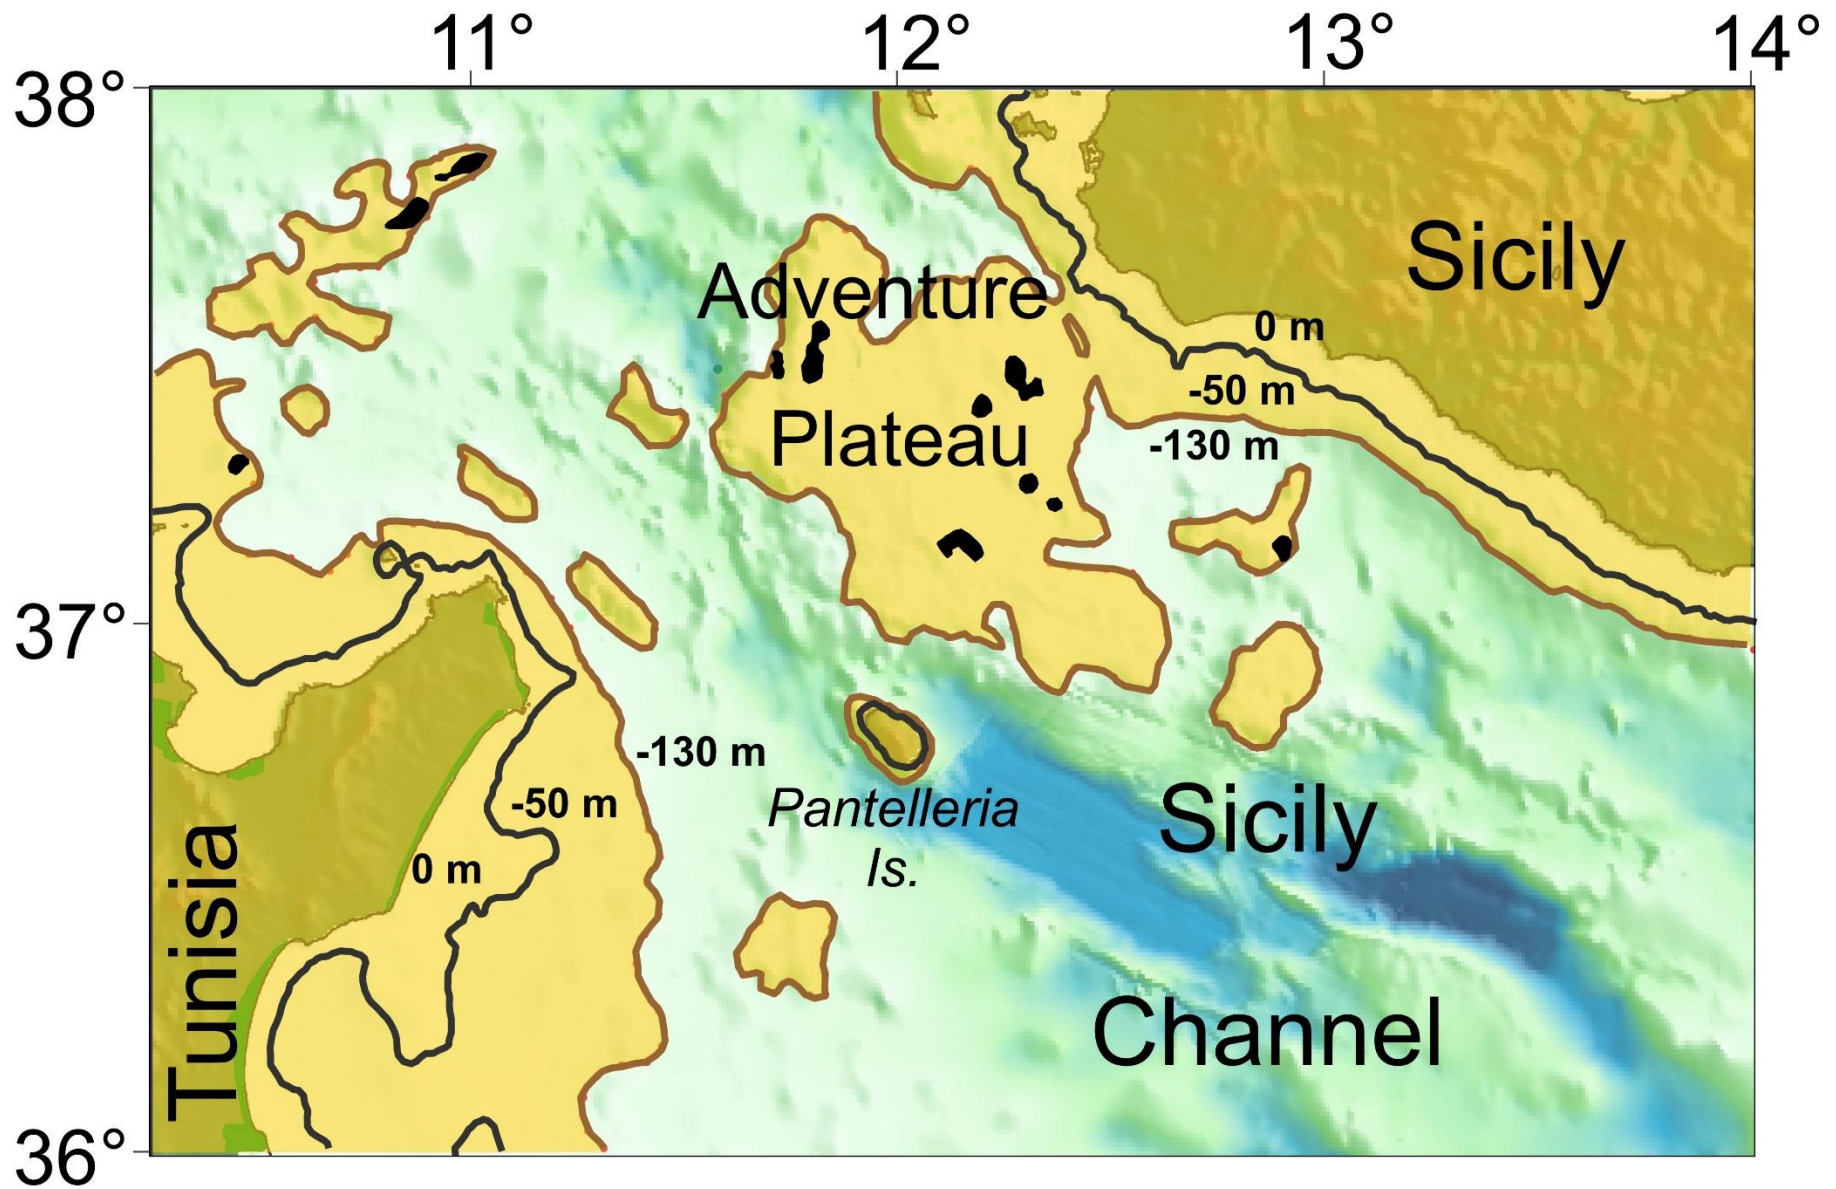 11° 12° 13° 14°
38°
Sicily
Adventure
0 m
-50 m
Plateau
-130 m
37°
-130 m
Pantelleria
Is.
-50 m
Sicily
0 m
Tunisia
Channel
36°